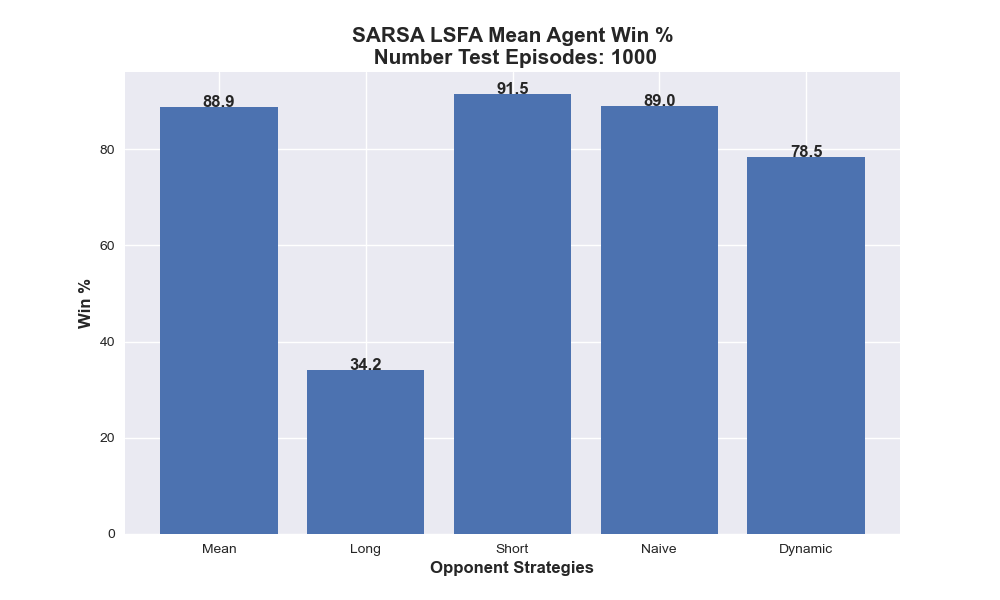 SARSA LSFA Mean Agent Win %
Number Test Episodes: 1000
88.9
34.2
91.5
89.0
78.5
80
60
40
20
0
Win %
Mean
Long
Short
Naive
Dynamic
Opponent Strategies